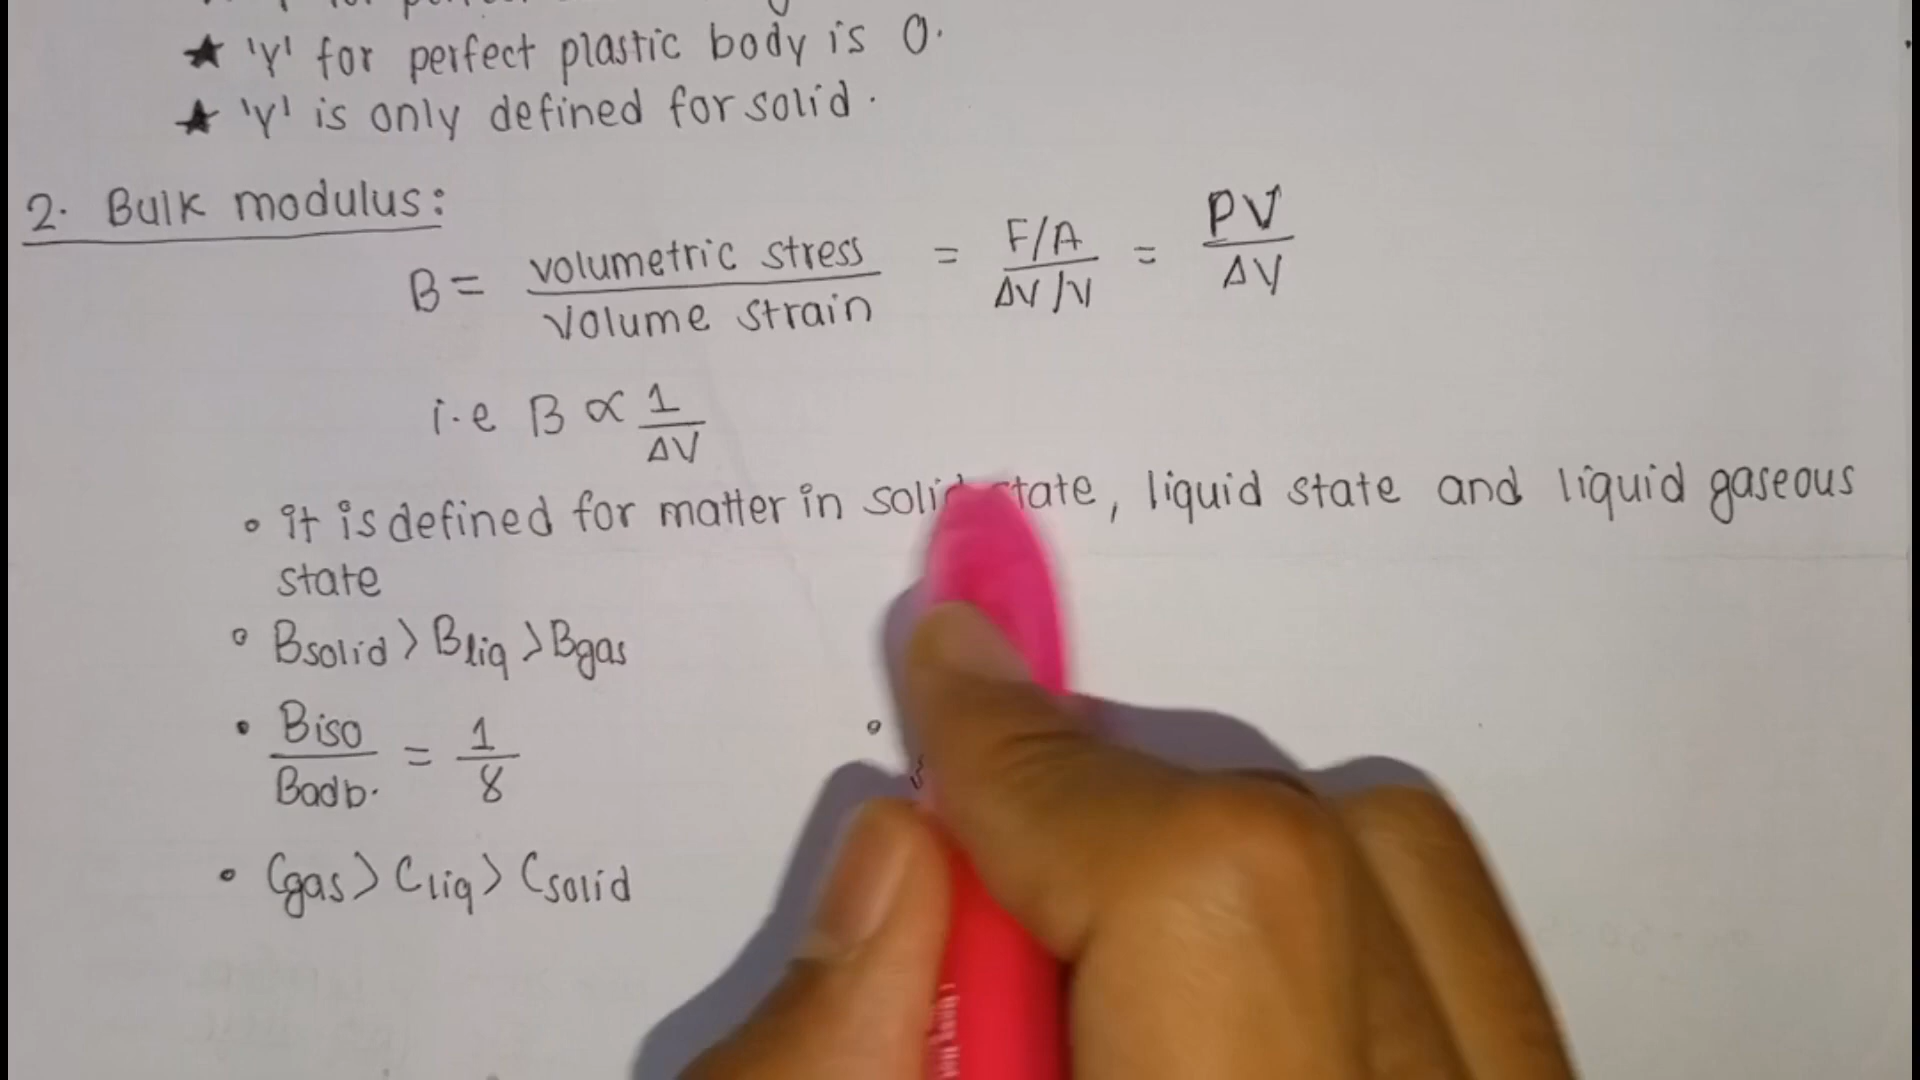 ★ 'Y' for perfect plastic body is 0.
★ 'Y' is only defined for solid.
2. Bulk modulus:
B = volumetric stress / volume strain = F/A / ΔV/V = PV / ΔV
i.e B ∝ 1 / ΔV
∘ it is defined for matter in solid state, liquid state and liquid gaseous
state
∘ Bsolid > Bliq > Bgas
• Biso / Badb. = 1 / 8
∘ Cgas > Cliq > Csolid